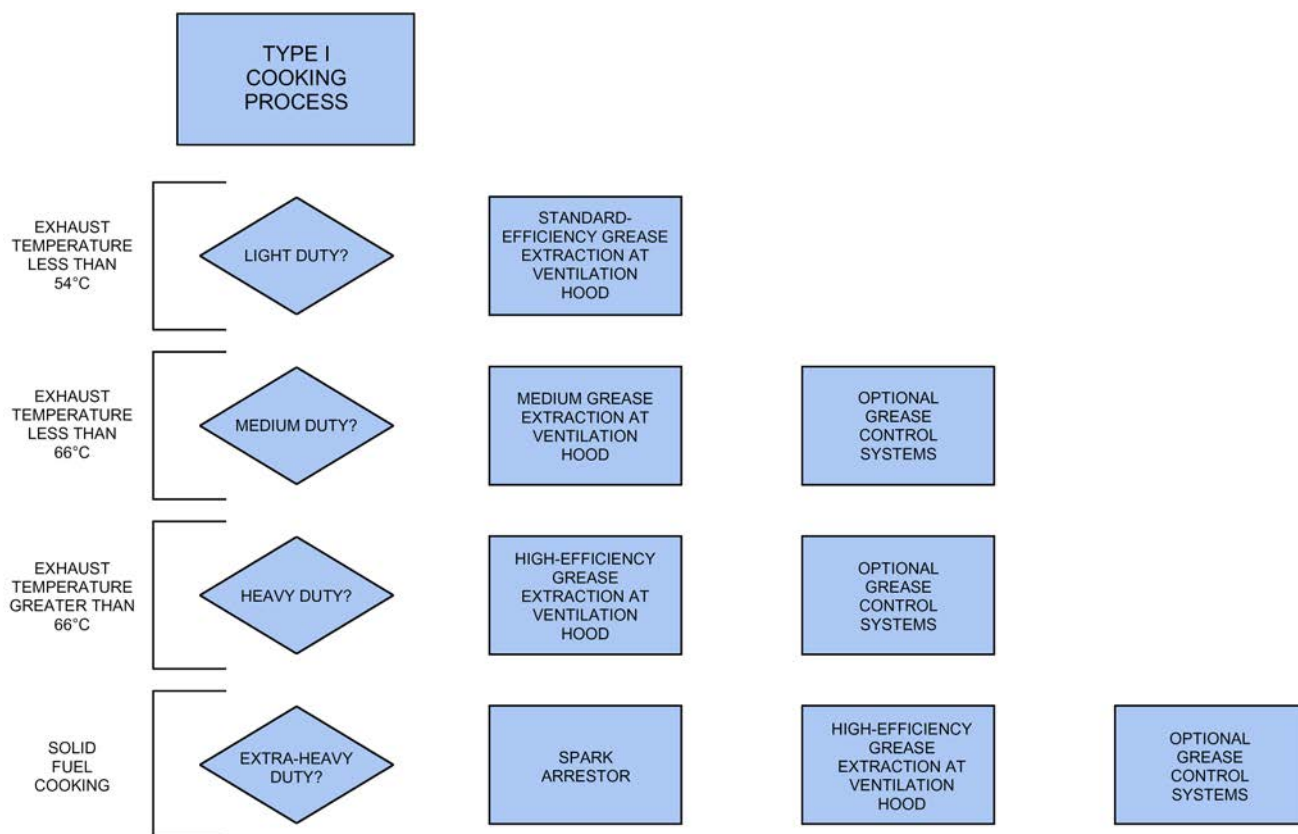 TYPE I
COOKING
PROCESS
EXHAUST
TEMPERATURE
LESS THAN
54°C
LIGHT DUTY?
STANDARD-
EFFICIENCY GREASE
EXTRACTION AT
VENTILATION
HOOD
EXHAUST
TEMPERATURE
LESS THAN
66°C
MEDIUM DUTY?
MEDIUM GREASE
EXTRACTION AT
VENTILATION
HOOD
OPTIONAL
GREASE
CONTROL
SYSTEMS
EXHAUST
TEMPERATURE
GREATER THAN
66°C
HEAVY DUTY?
HIGH-EFFICIENCY
GREASE
EXTRACTION AT
VENTILATION
HOOD
OPTIONAL
GREASE
CONTROL
SYSTEMS
SOLID
FUEL
COOKING
EXTRA-HEAVY
DUTY?
SPARK
ARRESTOR
HIGH-EFFICIENCY
GREASE
EXTRACTION AT
VENTILATION
HOOD
OPTIONAL
GREASE
CONTROL
SYSTEMS